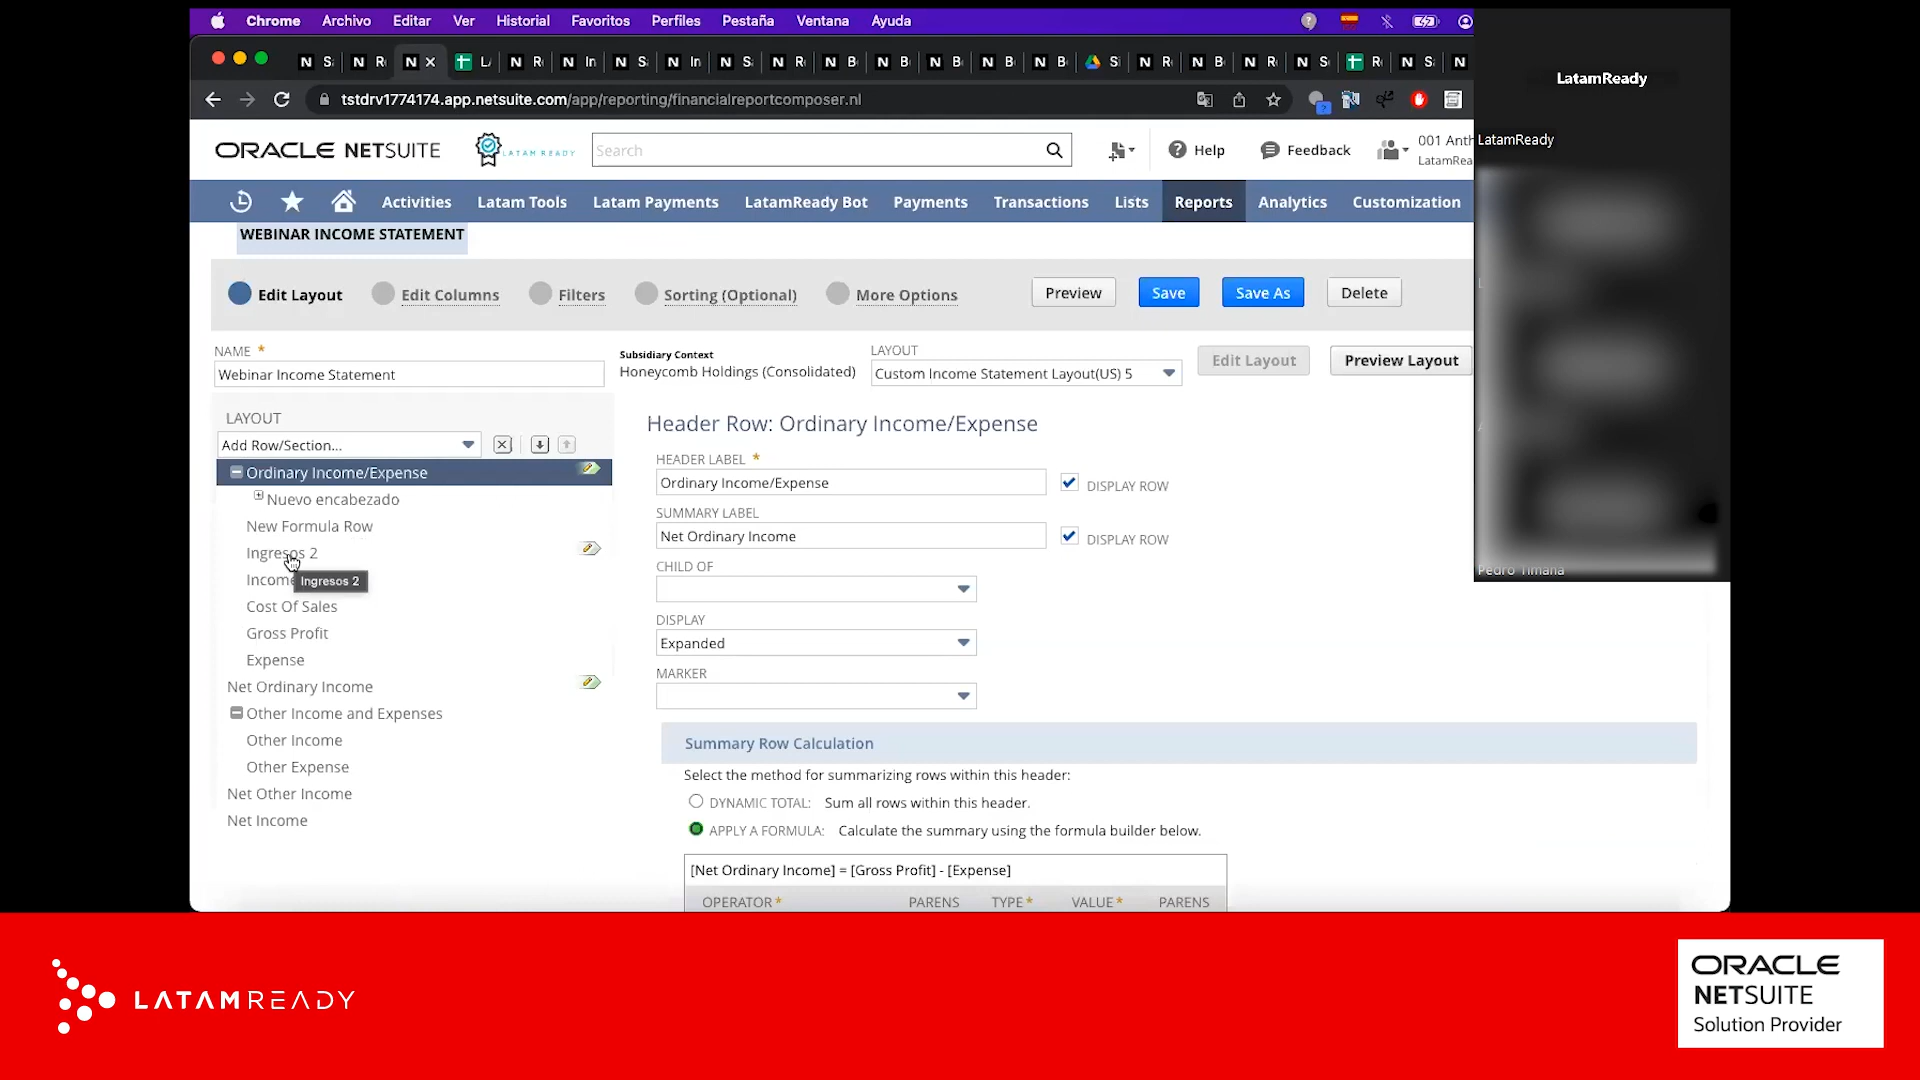 Chrome Archivo Editar Ver Historial Favoritos Perfiles Pestaña Ventana Ayuda
tstdrv1774174.app.netsuite.com/app/reporting/financialreportcomposer.nl
LatamReady
LatamReady
Pedro Timana
ORACLE NETSUITE
LATAM READY
Search
Help
Feedback
001 Anth
LatamRea
Activities Latam Tools Latam Payments LatamReady Bot Payments Transactions Lists Reports Analytics Customization
WEBINAR INCOME STATEMENT
Edit Layout Edit Columns Filters Sorting (Optional) More Options Preview Save Save As Delete
NAME *
Webinar Income Statement
Subsidiary Context
Honeycomb Holdings (Consolidated)
LAYOUT
Custom Income Statement Layout(US) 5
Edit Layout
Preview Layout
LAYOUT
Add Row/Section...
Ordinary Income/Expense
Nuevo encabezado
New Formula Row
Ingresos 2
Income
Ingresos 2
Cost Of Sales
Gross Profit
Expense
Net Ordinary Income
Other Income and Expenses
Other Income
Other Expense
Net Other Income
Net Income
Header Row: Ordinary Income/Expense
HEADER LABEL *
Ordinary Income/Expense
DISPLAY ROW
SUMMARY LABEL
Net Ordinary Income
DISPLAY ROW
CHILD OF
DISPLAY
Expanded
MARKER
Summary Row Calculation
Select the method for summarizing rows within this header:
DYNAMIC TOTAL: Sum all rows within this header.
APPLY A FORMULA: Calculate the summary using the formula builder below.
[Net Ordinary Income] = [Gross Profit] - [Expense]
OPERATOR * PARENS TYPE * VALUE * PARENS
LATAMREADY
ORACLE
NETSUITE
Solution Provider